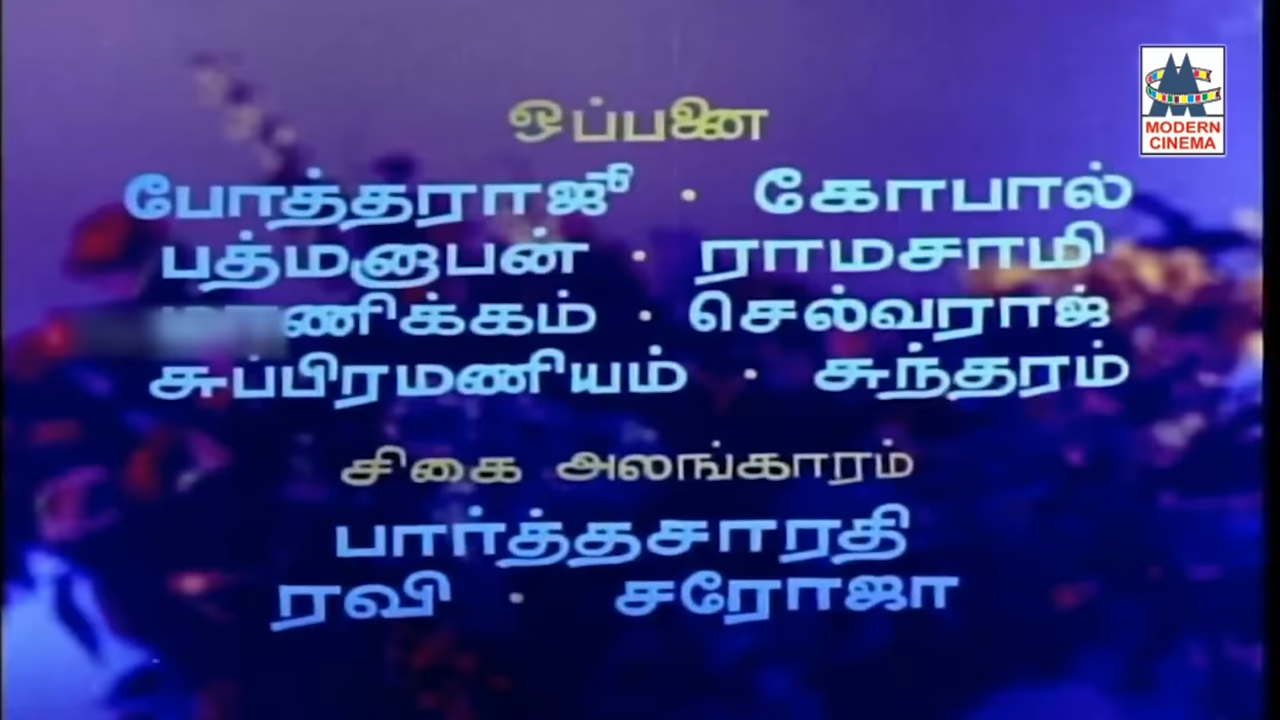 ஒப்பனை
MODERN
CINEMA
போத்தராஜூ · கோபால்
பத்மனாபன் · ராமசாமி
· செல்வராஜ்
சுப்பிரமணியம் · சுந்தரம்
சிகை அலங்காரம்
பார்த்தசாரதி
ரவி · சரோஜா